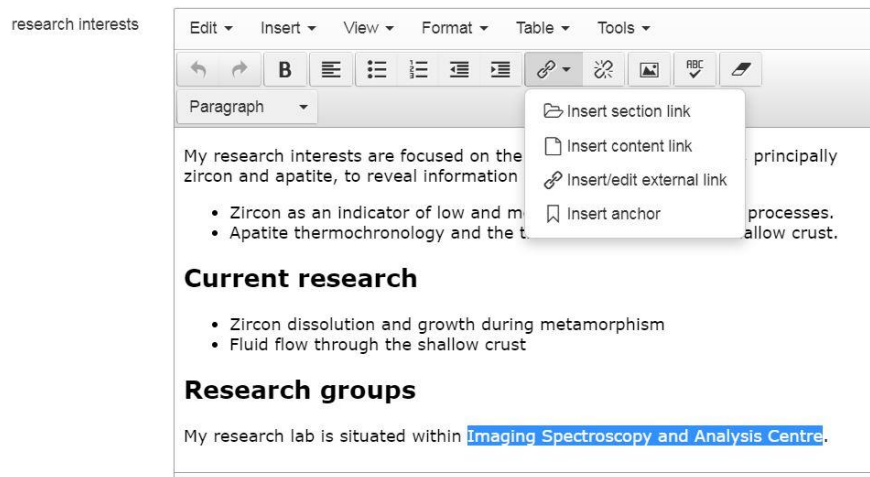 research interests
Edit Insert View Format Table Tools
B ABC
Paragraph
Insert section link
Insert content link
Insert/edit external link
Insert anchor
My research interests are focused on the principally
zircon and apatite, to reveal information
Zircon as an indicator of low and processes.
Apatite thermochronology and the crust.
Current research
Zircon dissolution and growth during metamorphism
Fluid flow through the shallow crust
Research groups
My research lab is situated within Imaging Spectroscopy and Analysis Centre.